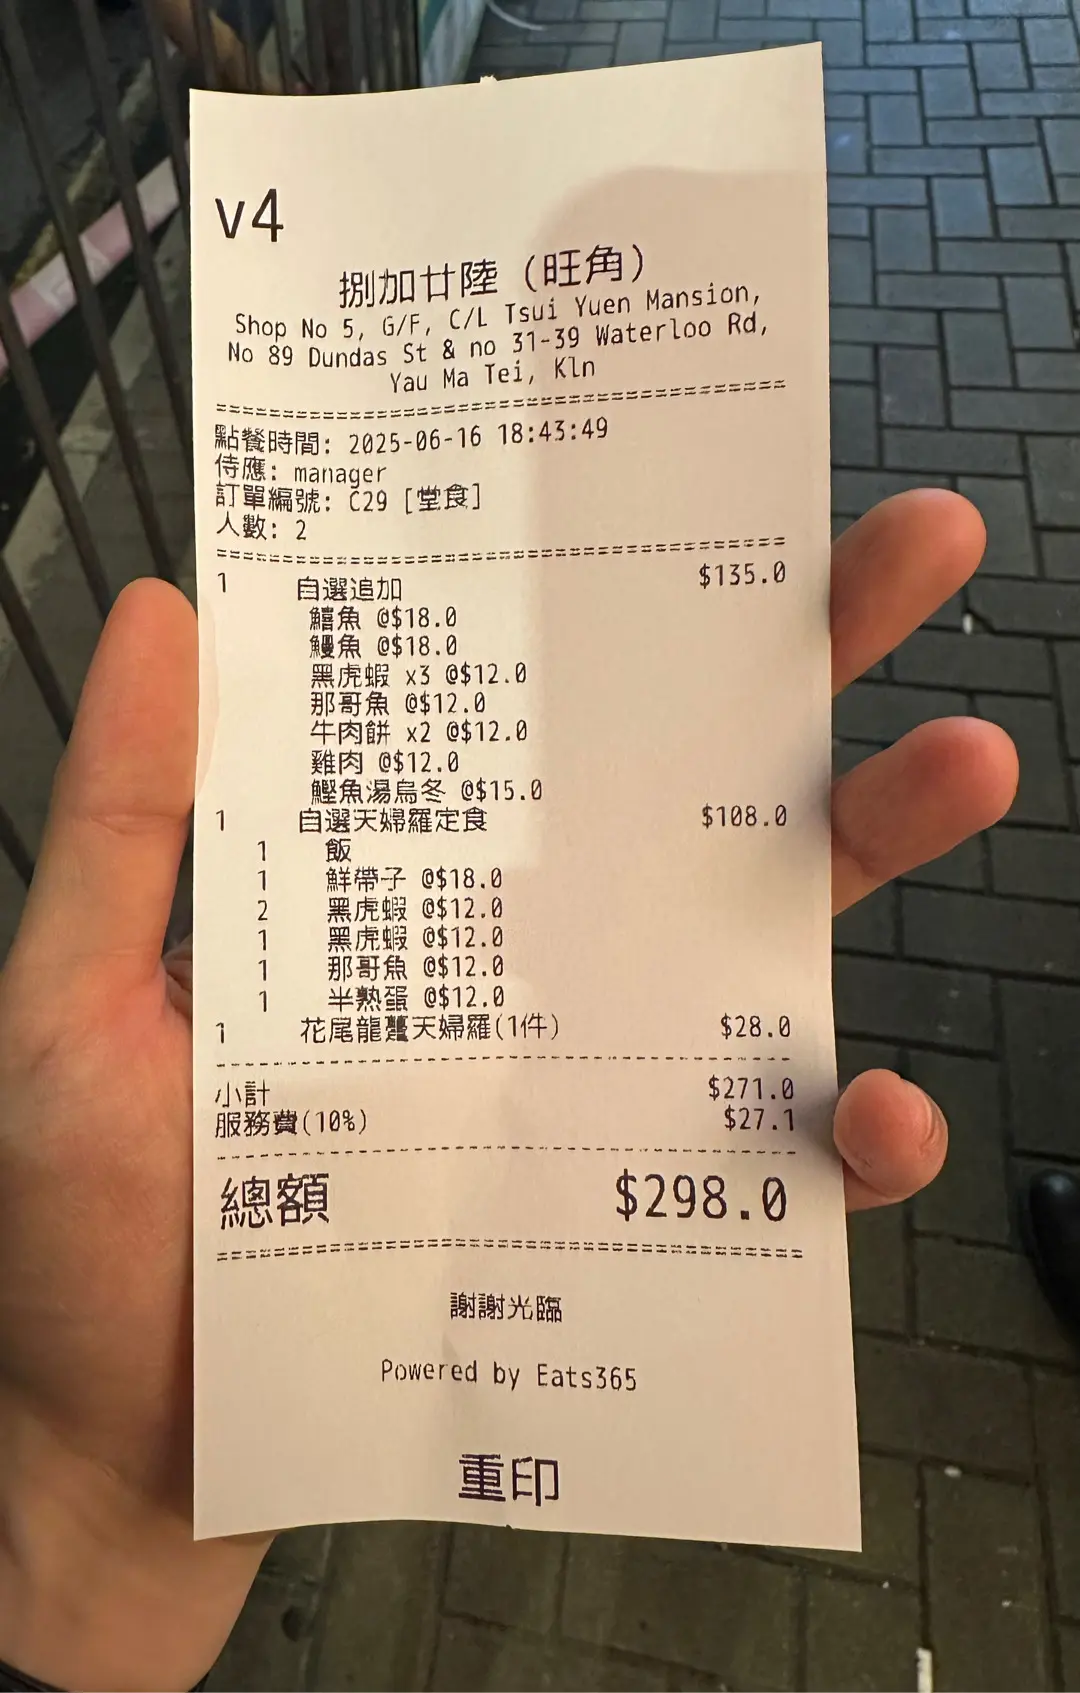 v4
捌加廿陸 (旺角)
Shop No 5, G/F, C/L Tsui Yuen Mansion,
No 89 Dundas St & no 31-39 Waterloo Rd,
Yau Ma Tei, Kln
點餐時間: 2025-06-16 18:43:49
侍應: manager
訂單編號: C29 [堂食]
人數: 2
1 自選追加 $135.0
鱚魚 @$18.0
鰻魚 @$18.0
黑虎蝦 x3 @$12.0
那哥魚 @$12.0
牛肉餅 x2 @$12.0
雞肉 @$12.0
鰹魚湯烏冬 @$15.0
1 自選天婦羅定食 $108.0
1 飯
1 鮮帶子 @$18.0
2 黑虎蝦 @$12.0
1 黑虎蝦 @$12.0
1 那哥魚 @$12.0
1 半熟蛋 @$12.0
1 花尾龍躉天婦羅(1件) $28.0
小計 $271.0
服務費(10%) $27.1
總額 $298.0
謝謝光臨
Powered by Eats365
重印